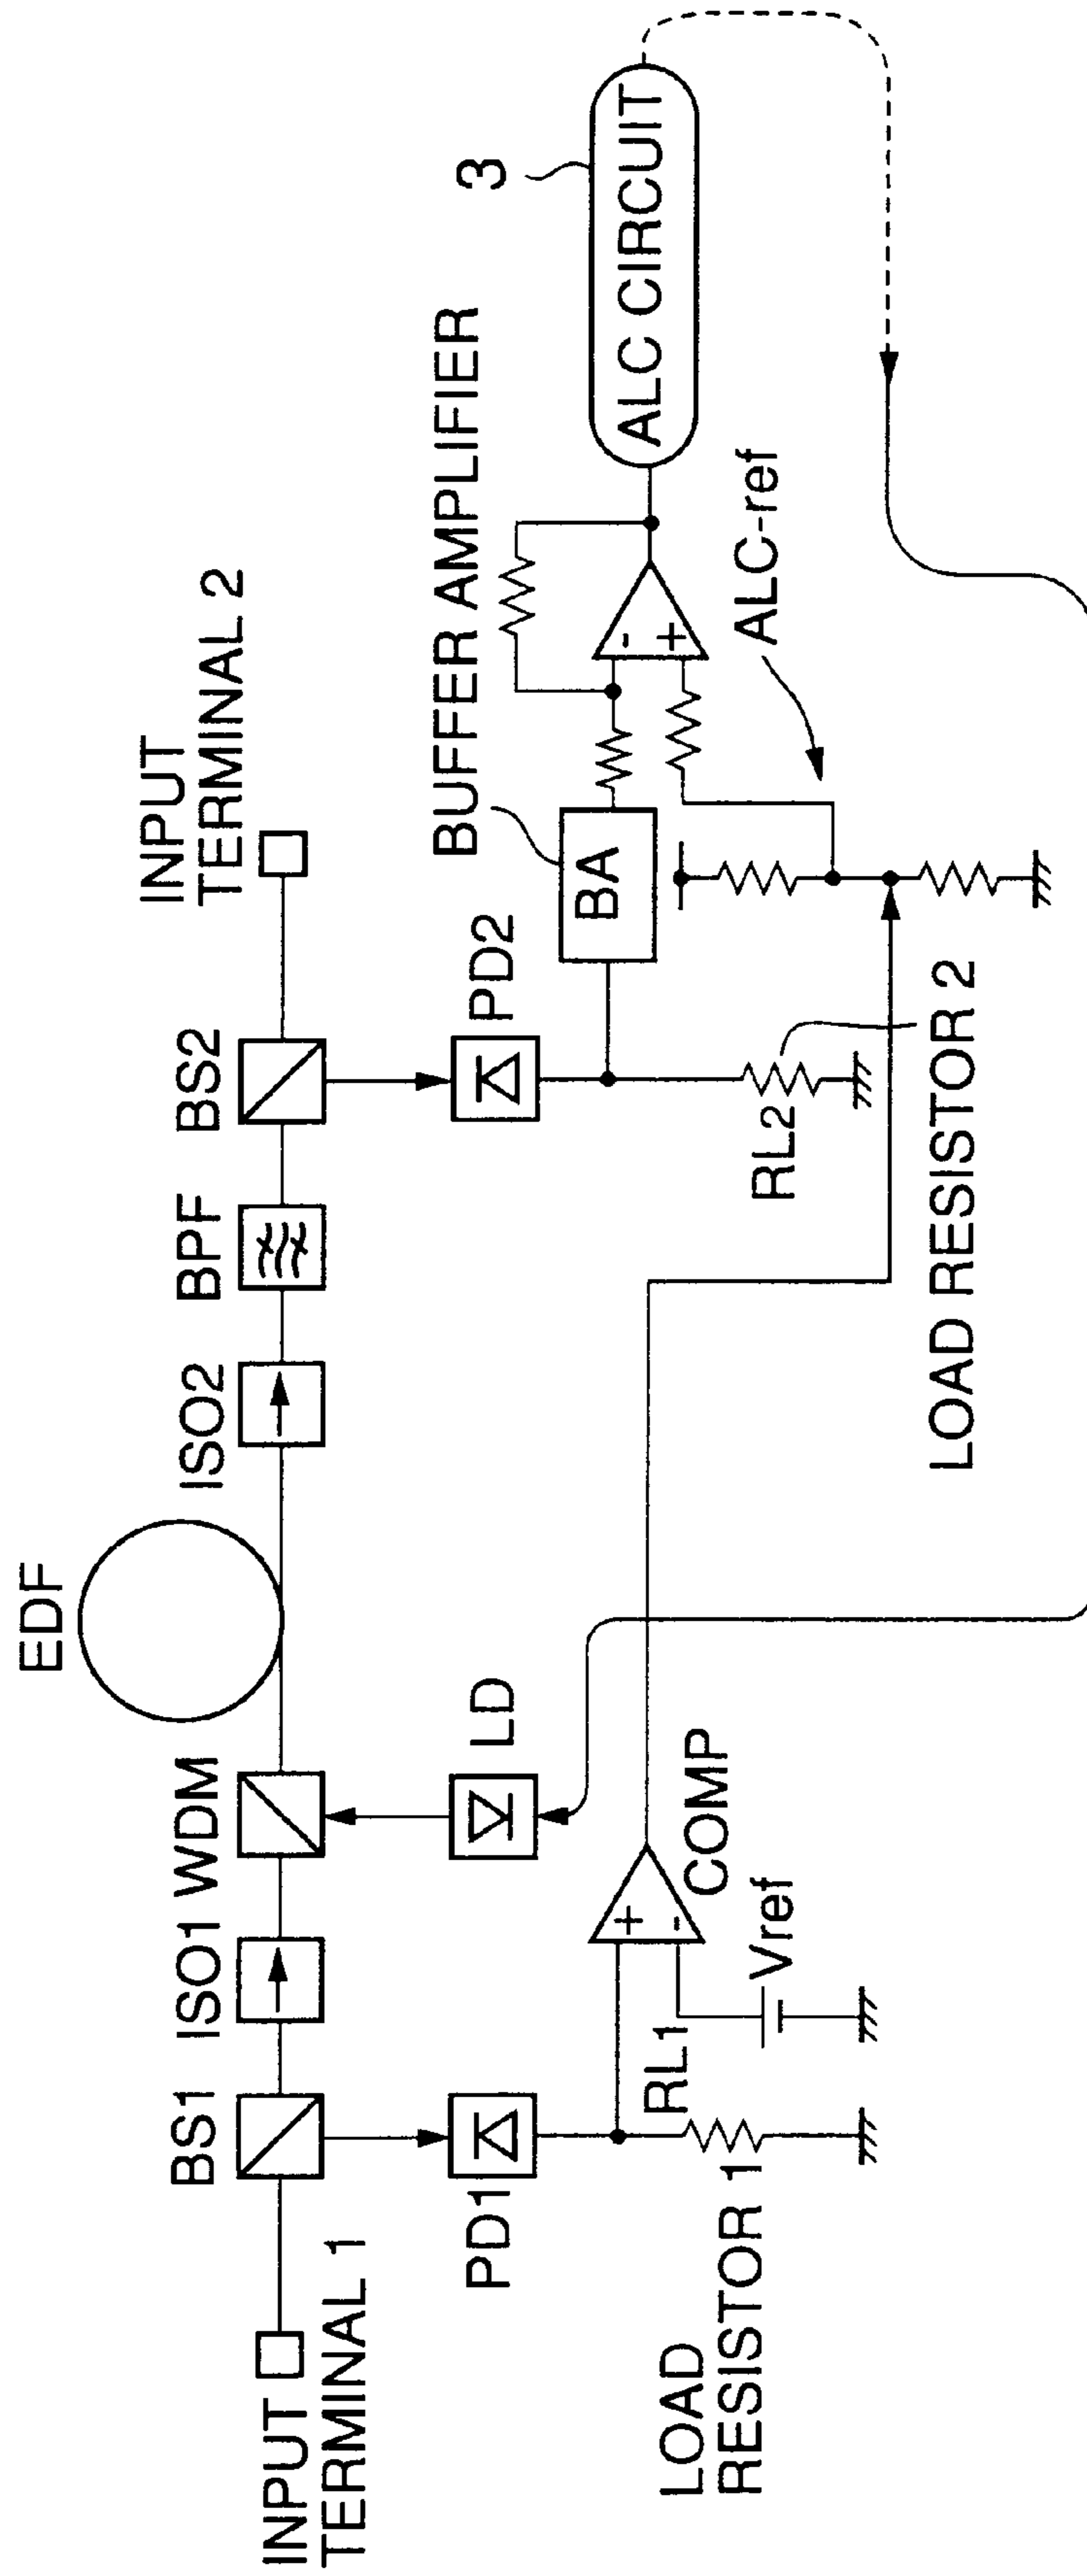 EDF
INPUT
TERMINAL 1
BS1
ISO1
WDM
ISO2
BPF
BS2
INPUT
TERMINAL 2
PD1
LD
PD2
BUFFER AMPLIFIER
3
BA
-
+
ALC CIRCUIT
LOAD
RESISTOR 1
RL1
+
-
COMP
Vref
RL2
ALC-ref
LOAD RESISTOR 2